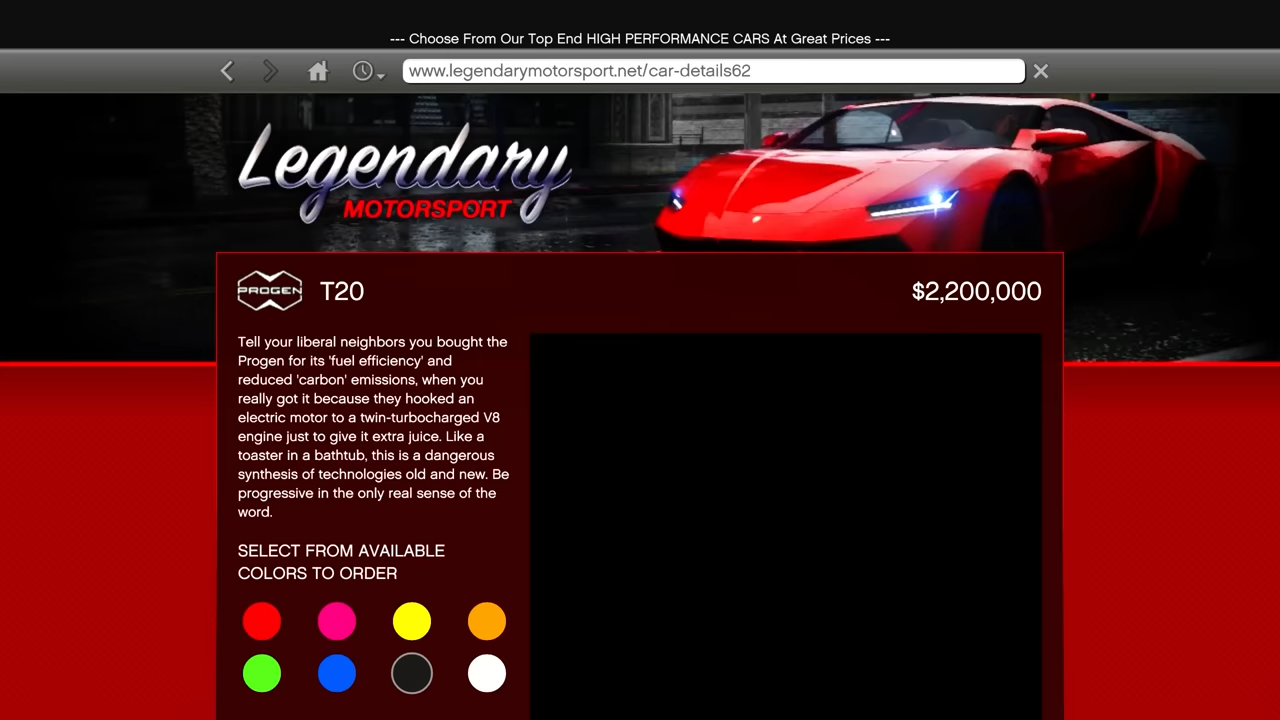 --- Choose From Our Top End HIGH PERFORMANCE CARS At Great Prices ---
www.legendarymotorsport.net/car-details62
Legendary
MOTORSPORT
PROGEN
T20
$2,200,000
Tell your liberal neighbors you bought the
Progen for its 'fuel efficiency' and
reduced 'carbon' emissions, when you
really got it because they hooked an
electric motor to a twin-turbocharged V8
engine just to give it extra juice. Like a
toaster in a bathtub, this is a dangerous
synthesis of technologies old and new. Be
progressive in the only real sense of the
word.
SELECT FROM AVAILABLE
COLORS TO ORDER